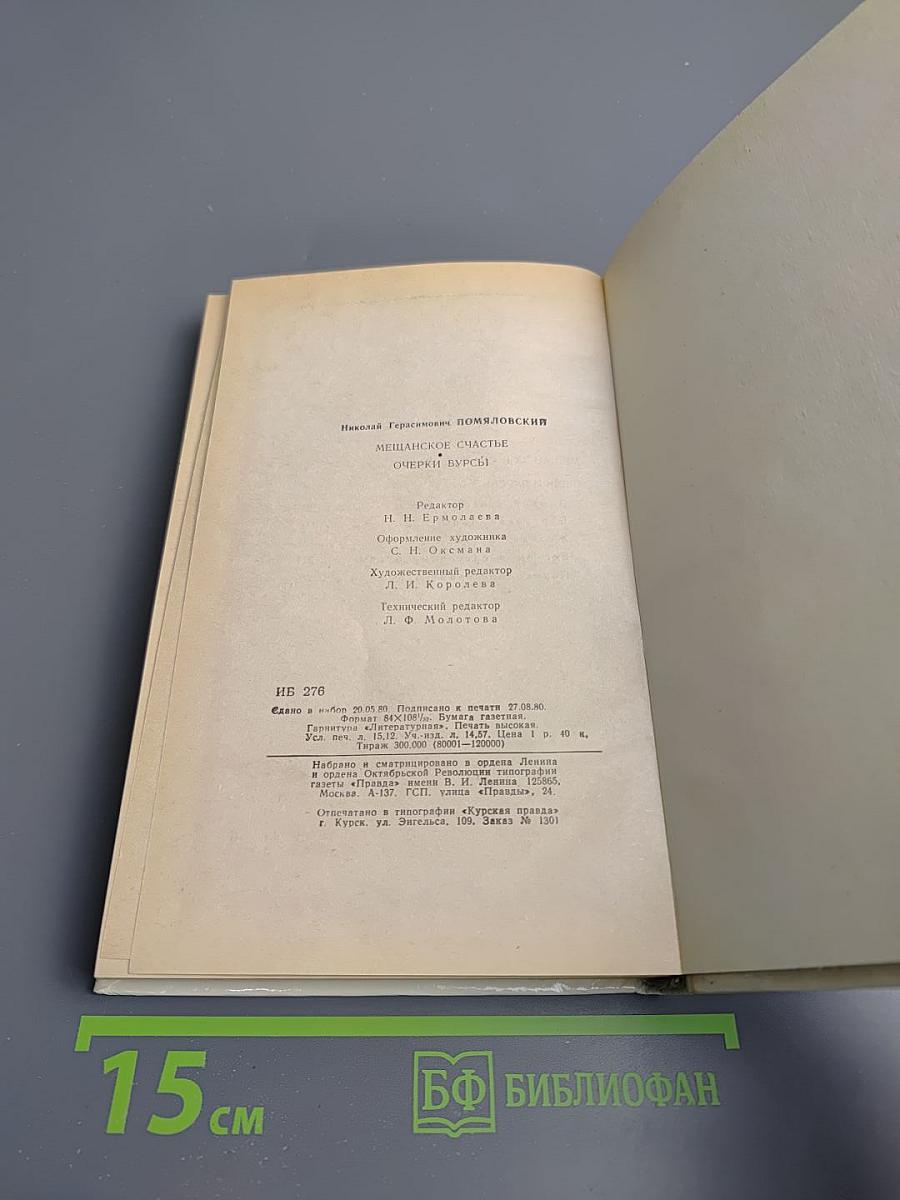 Николай Герасимович ПОМЯЛОВСКИЙ
МЕЩАНСКОЕ СЧАСТЬЕ
•
ОЧЕРКИ БУРСЫ
Редактор
Н. Н. Ермолаева
Оформление художника
С. Н. Оксмана
Художественный редактор
Л. И. Королева
Технический редактор
Л. Ф. Молотова
ИБ 276
Сдано в набор 20.05.80. Подписано к печати 27.08.80.
Формат 84×108¹/₃₂. Бумага газетная.
Гарнитура «Литературная». Печать высокая.
Усл. печ. л. 15,12. Уч.-изд. л. 14,57. Цена 1 р. 40 к.
Тираж 300.000 (80001—120000)
Набрано и сматрицировано в ордена Ленина
и ордена Октябрьской Революции типографии
газеты «Правда» имени В. И. Ленина 125865,
Москва. А-137. ГСП. улица «Правды», 24.
Отпечатано в типографии «Курская правда»
г. Курск. ул. Энгельса, 109. Заказ № 1301
15 см
БФ БИБЛИОФАН